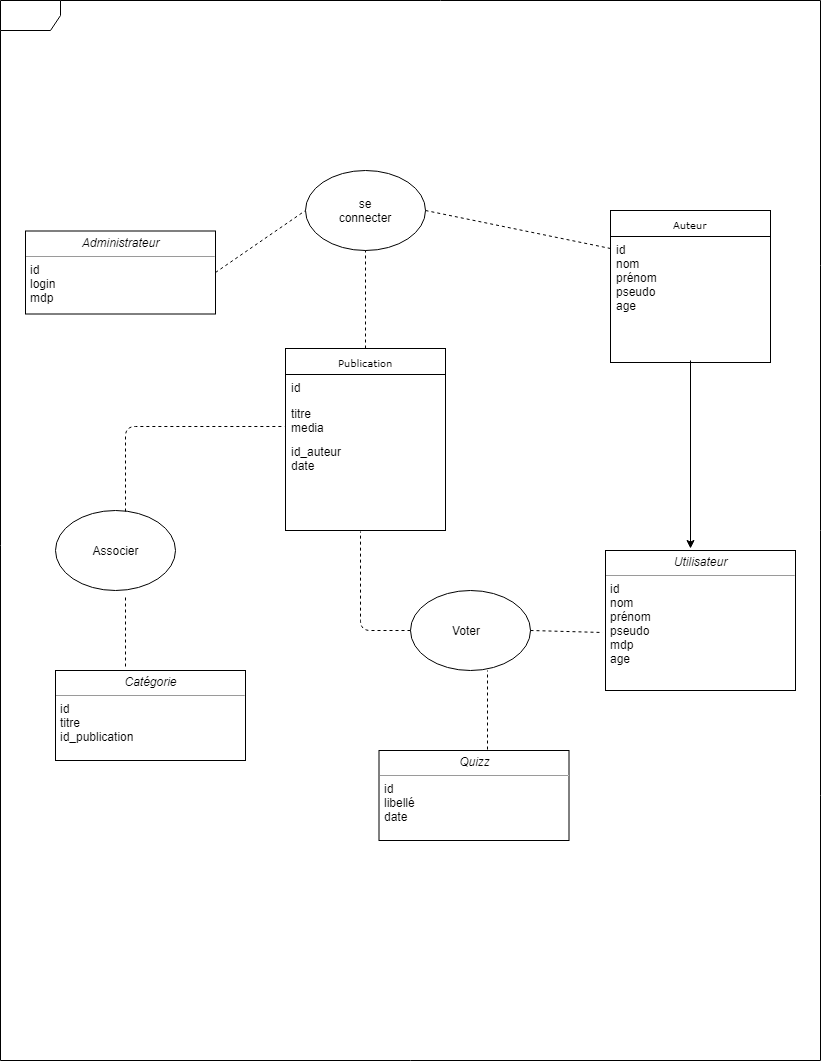 se
connecter
Administrateur
id
login
mdp
Auteur
id
nom
prénom
pseudo
age
Publication
id
titre
media
id_auteur
date
Associer
Voter
Utilisateur
id
nom
prénom
pseudo
mdp
age
Catégorie
id
titre
id_publication
Quizz
id
libellé
date